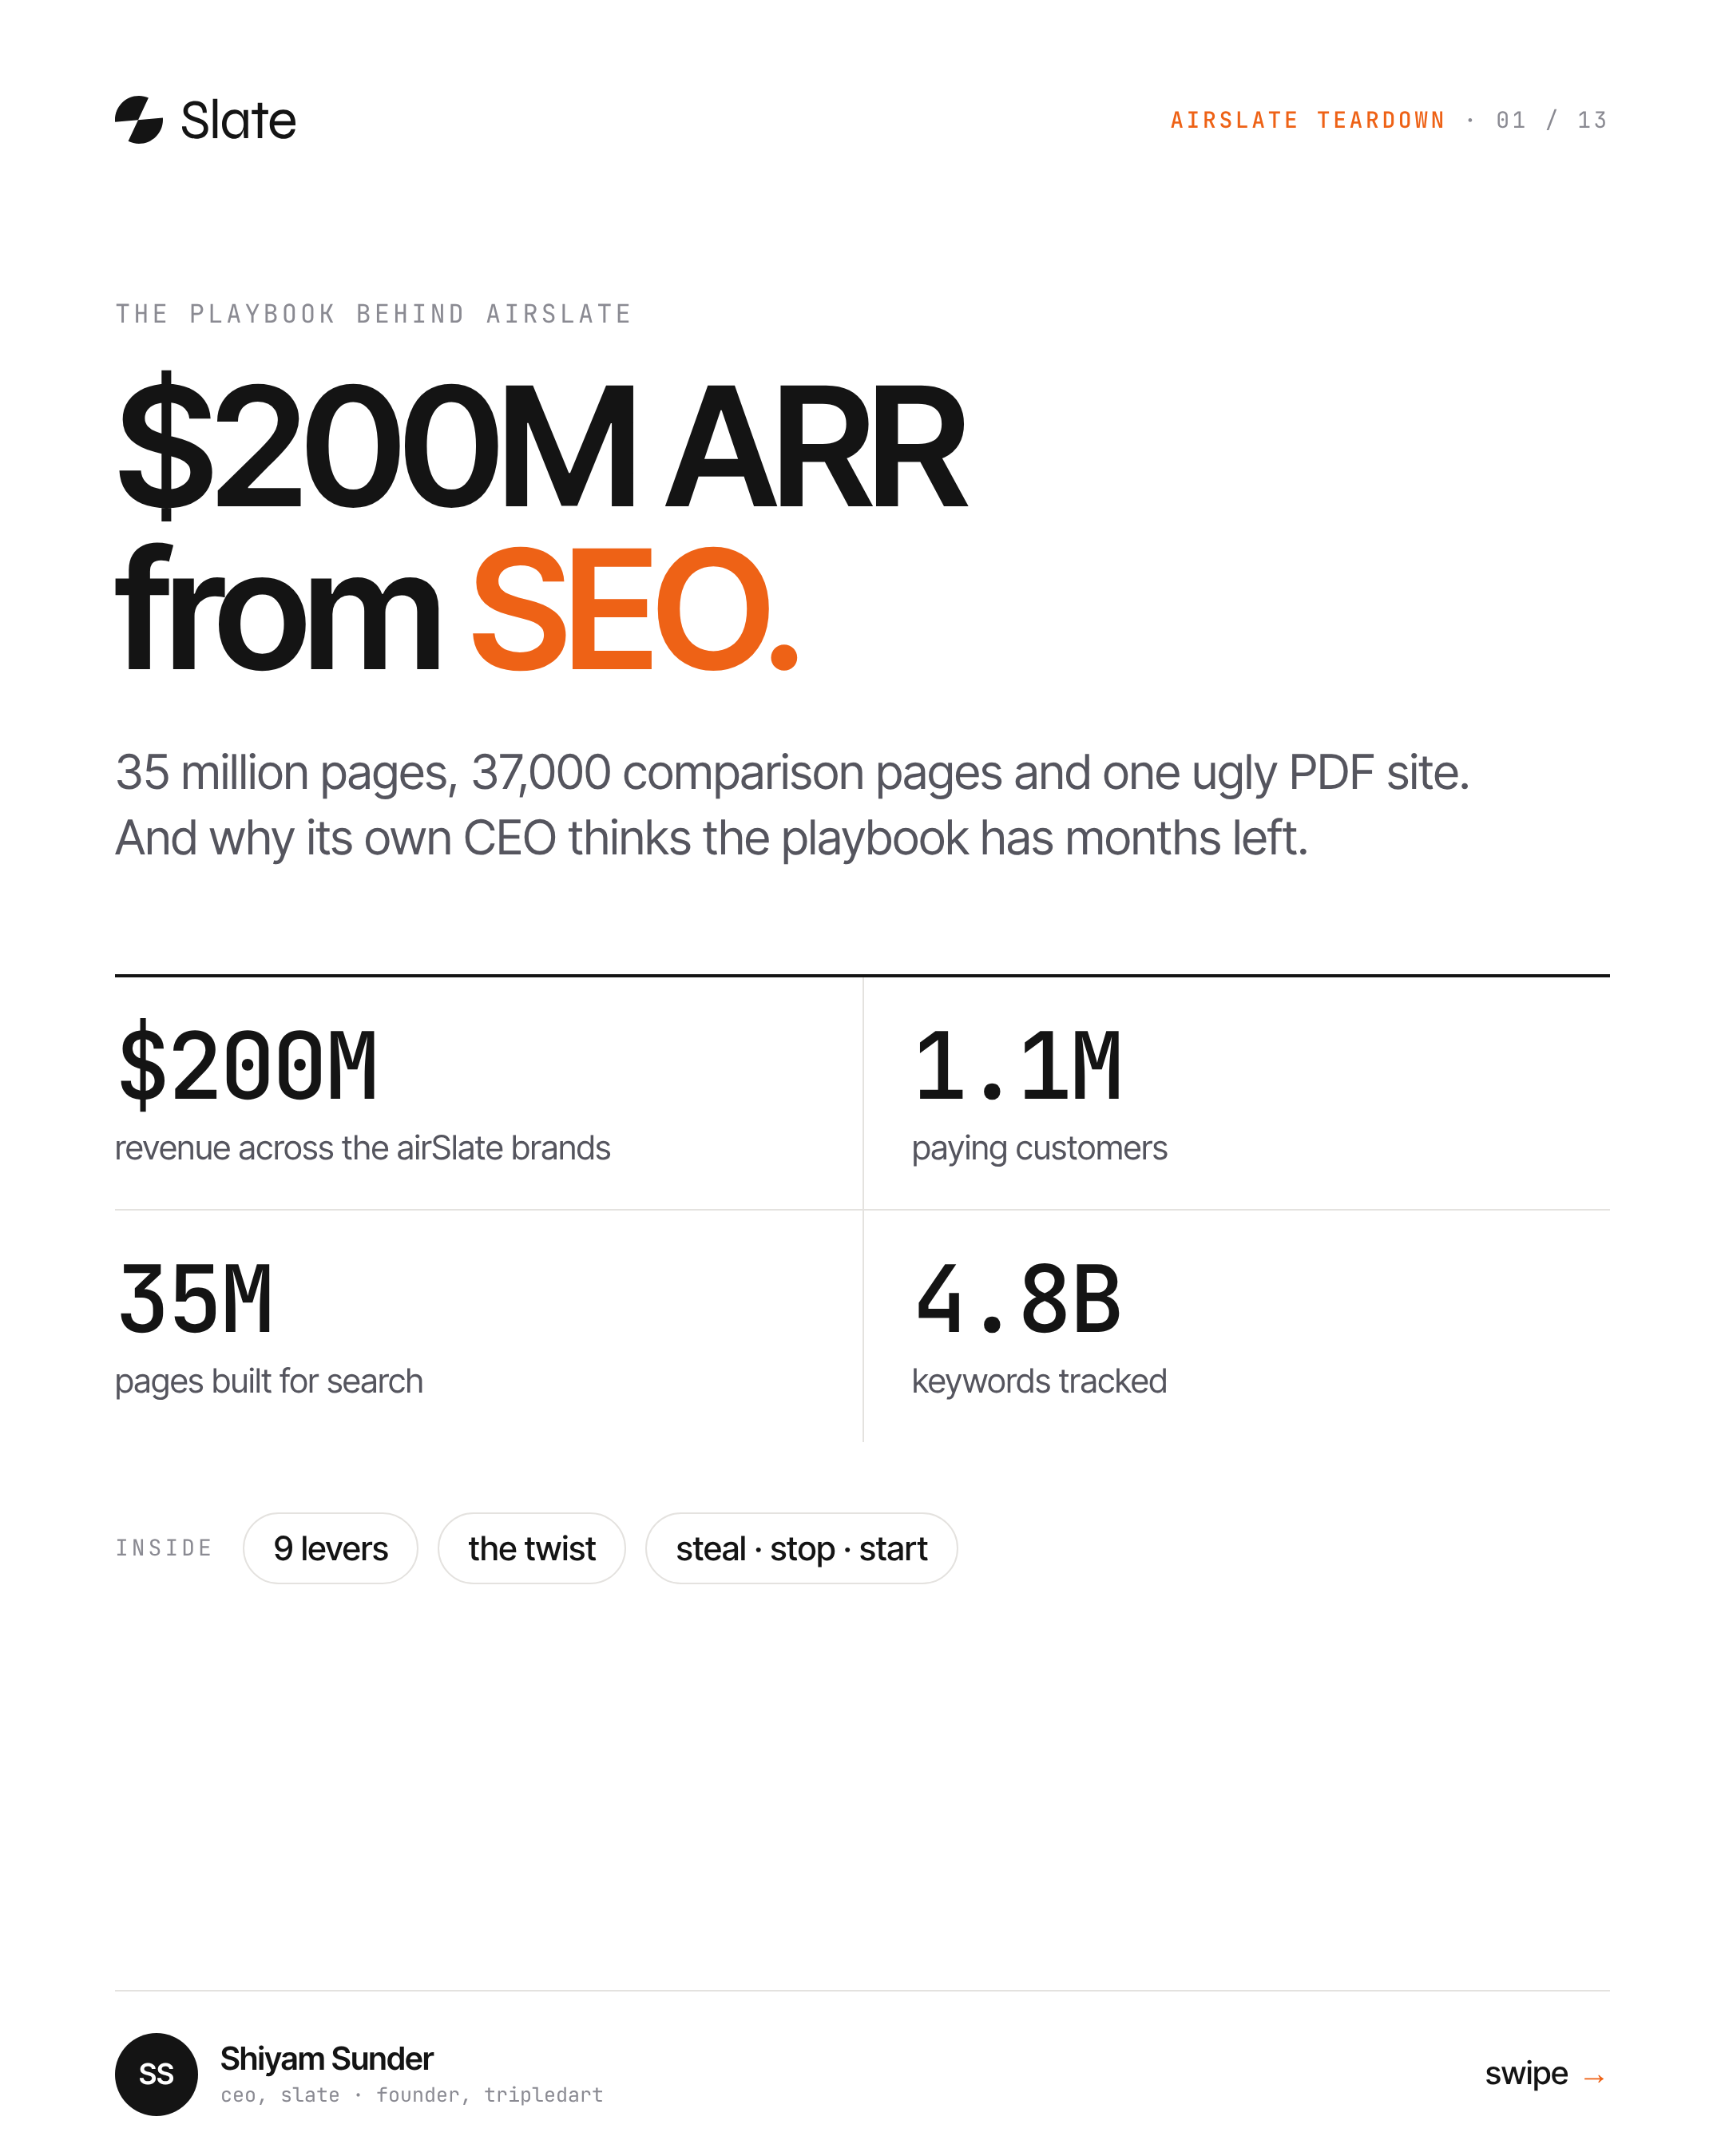 Slate
AIRSLATE TEARDOWN · 01 / 13
THE PLAYBOOK BEHIND AIRSLATE
$200M ARR
from SEO.
35 million pages, 37,000 comparison pages and one ugly PDF site.
And why its own CEO thinks the playbook has months left.
$200M
revenue across the airSlate brands
1.1M
paying customers
35M
pages built for search
4.8B
keywords tracked
INSIDE
9 levers
the twist
steal · stop · start
SS
Shiyam Sunder
ceo, slate · founder, tripledart
swipe →